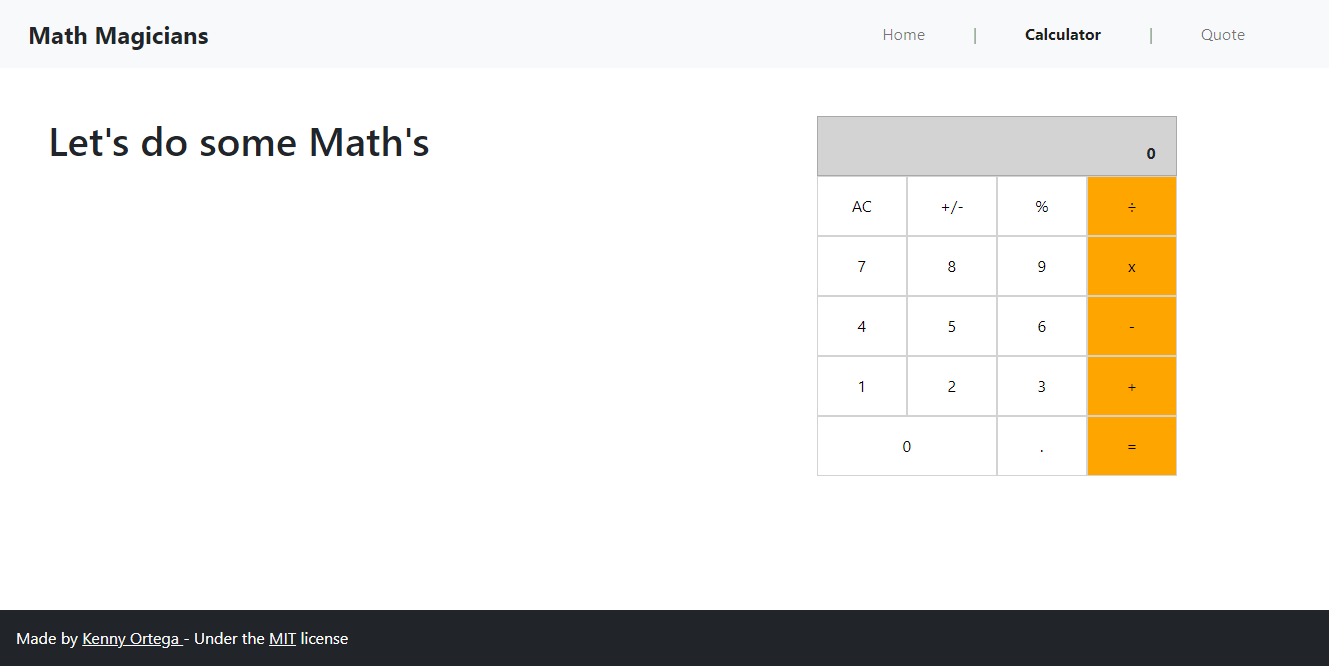 Math Magicians Home | Calculator | Quote
Let's do some Math's
0
AC +/- % ÷
7 8 9 x
4 5 6 -
1 2 3 +
0 . =
Made by Kenny Ortega - Under the MIT license